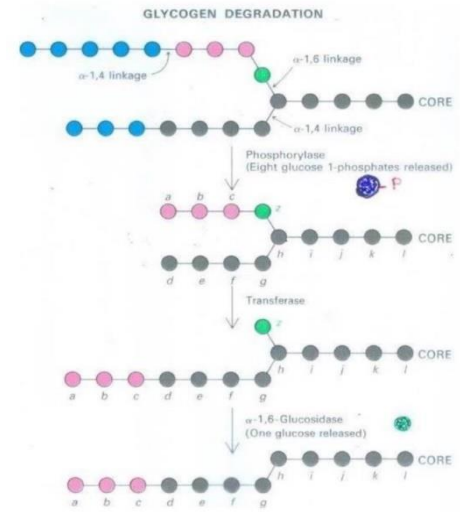 GLYCOGEN DEGRADATION
α-1,4 linkage
α-1,6 linkage
CORE
α-1,4 linkage
Phosphorylase
(Eight glucose 1-phosphates released)
P
a b c z
CORE
h i j k l
d e f g
Transferase
z
CORE
h i j k l
a b c d e f g
α-1,6-Glucosidase
(One glucose released)
CORE
h i j k l
a b c d e f g